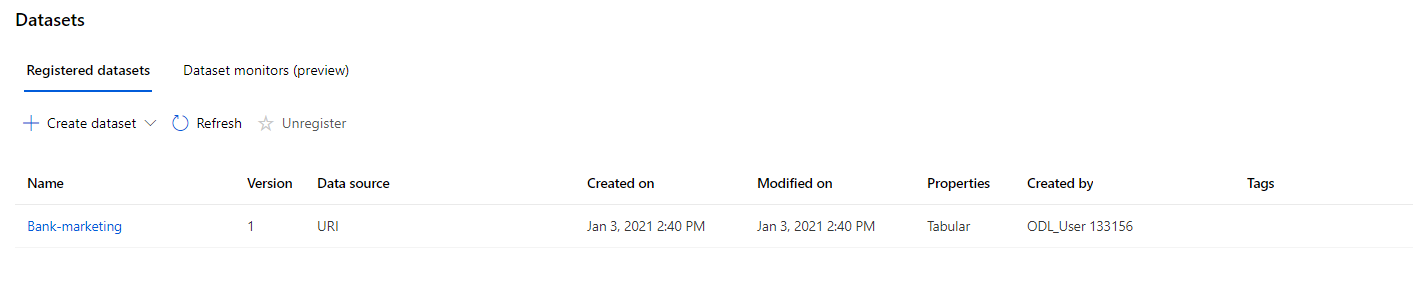 Datasets
Registered datasets Dataset monitors (preview)
Create dataset Refresh Unregister
Name Version Data source Created on Modified on Properties Created by Tags
Bank-marketing 1 URI Jan 3, 2021 2:40 PM Jan 3, 2021 2:40 PM Tabular ODL_User 133156